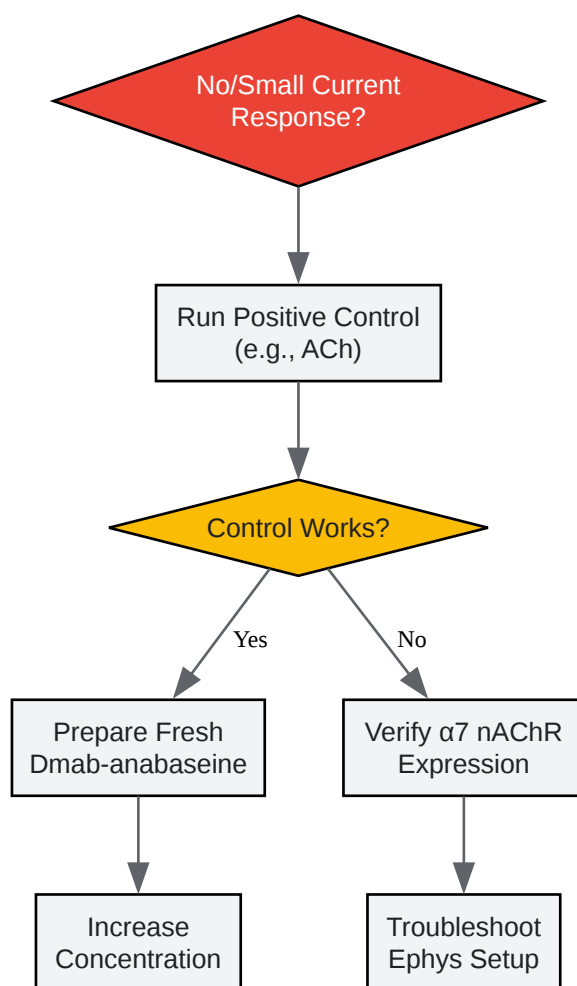 No/Small Current
Response?
Run Positive Control
(e.g., ACh)
Control Works?
Yes
No
Prepare Fresh
Dmab-anabaseine
Verify α7 nAChR
Expression
Increase
Concentration
Troubleshoot
Ephys Setup